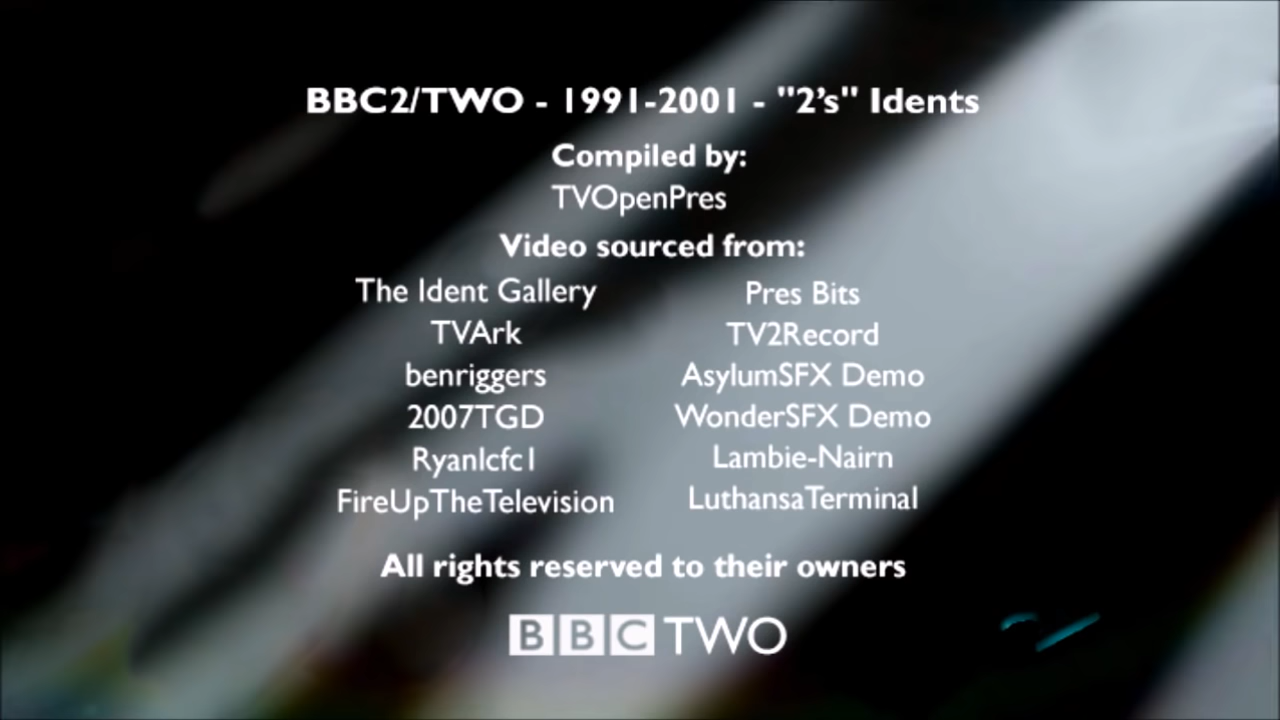 BBC2/TWO - 1991-2001 - "2’s" Idents
Compiled by:
TVOpenPres
Video sourced from:
The Ident Gallery
TVArk
benriggers
2007TGD
Ryanlcfc1
FireUpTheTelevision
Pres Bits
TV2Record
AsylumSFX Demo
WonderSFX Demo
Lambie-Nairn
LuthansaTerminal
All rights reserved to their owners
BBC TWO